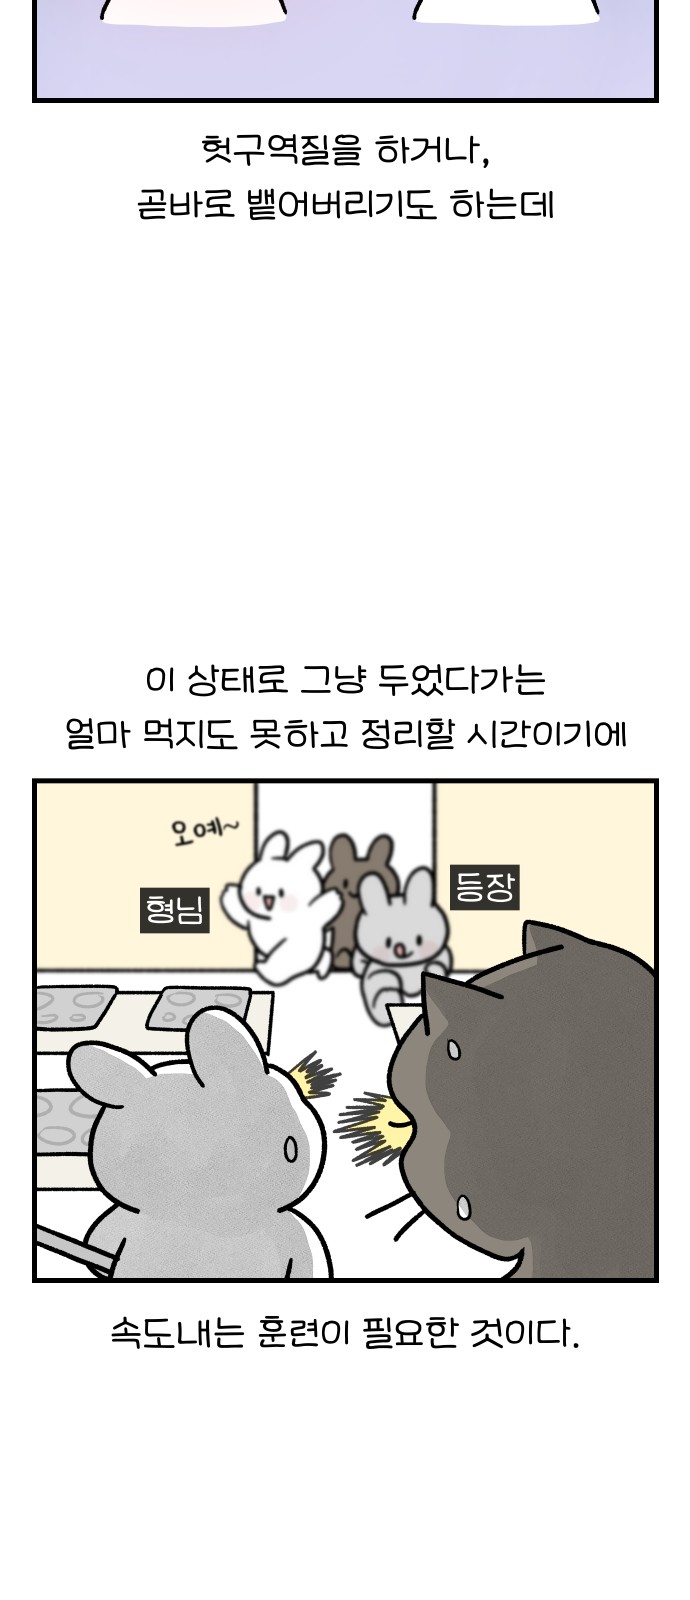 헛구역질을 하거나,
곧바로 뱉어버리기도 하는데
이 상태로 그냥 두었다가는
얼마 먹지도 못하고 정리할 시간이기에
오예~
형님
등장
속도내는 훈련이 필요한 것이다.